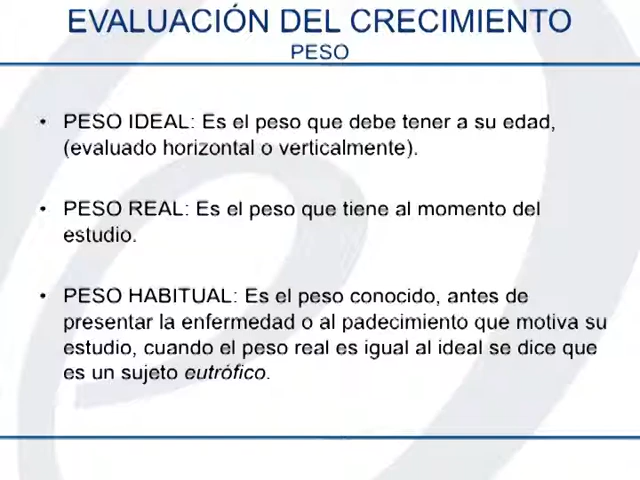 EVALUACIÓN DEL CRECIMIENTO
PESO
• PESO IDEAL: Es el peso que debe tener a su edad,
(evaluado horizontal o verticalmente).
• PESO REAL: Es el peso que tiene al momento del
estudio.
• PESO HABITUAL: Es el peso conocido, antes de
presentar la enfermedad o al padecimiento que motiva su
estudio, cuando el peso real es igual al ideal se dice que
es un sujeto eutrófico.